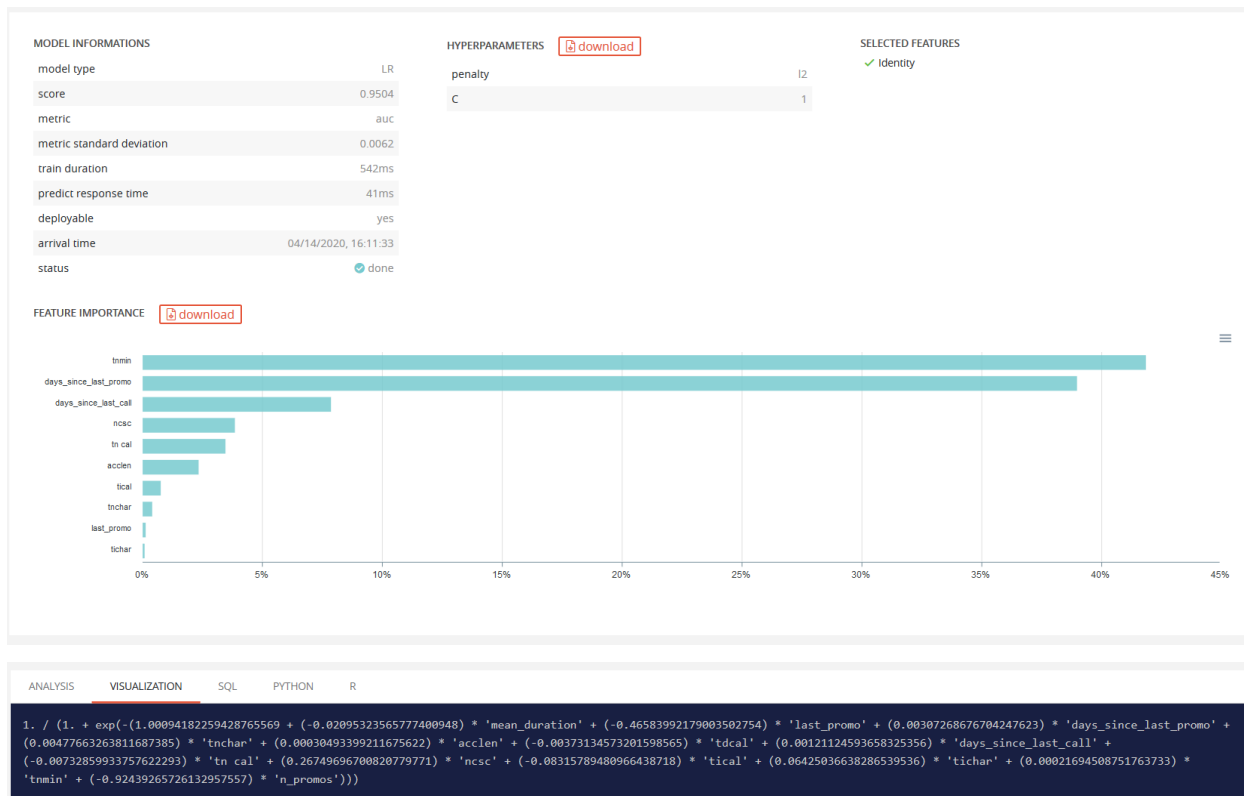 MODEL INFORMATIONS
model type LR
score 0.9504
metric auc
metric standard deviation 0.0062
train duration 542ms
predict response time 41ms
deployable yes
arrival time 04/14/2020, 16:11:33
status done
HYPERPARAMETERS download
penalty l2
C 1
SELECTED FEATURES
Identity
FEATURE IMPORTANCE download
tnmin
days_since_last_promo
days_since_last_call
ncsc
tn cal
acclen
tical
tnchar
last_promo
tichar
0% 5% 10% 15% 20% 25% 30% 35% 40% 45%
ANALYSIS VISUALIZATION SQL PYTHON R
1. / (1. + exp(-(1.00094182259428765569 + (-0.02095323565777400948) * 'mean_duration' + (-0.46583992179003502754) * 'last_promo' + (0.00307268676704247623) * 'days_since_last_promo' +
(0.00477663263811687385) * 'tnchar' + (0.00030493399211675622) * 'acclen' + (-0.00373134573201598565) * 'tdcal' + (0.00121124593658325356) * 'days_since_last_call' +
(-0.00732859933757622293) * 'tn cal' + (0.26749696700820779771) * 'ncsc' + (-0.08315789480966438718) * 'tical' + (0.06425036638286539536) * 'tichar' + (0.00021694508751763733) *
'tnmin' + (-0.92439265726132957557) * 'n_promos')))